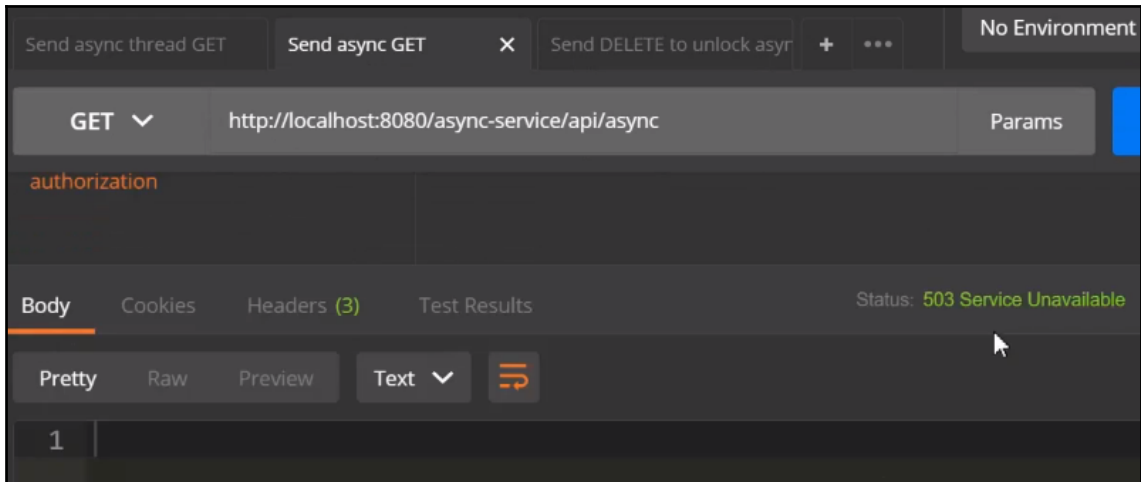 Send async thread GET
Send async GET
Send DELETE to unlock asyn
No Environment
GET
http://localhost:8080/async-service/api/async
Params
authorization
Body
Cookies
Headers (3)
Test Results
Status: 503 Service Unavailable
Pretty
Raw
Preview
Text
1